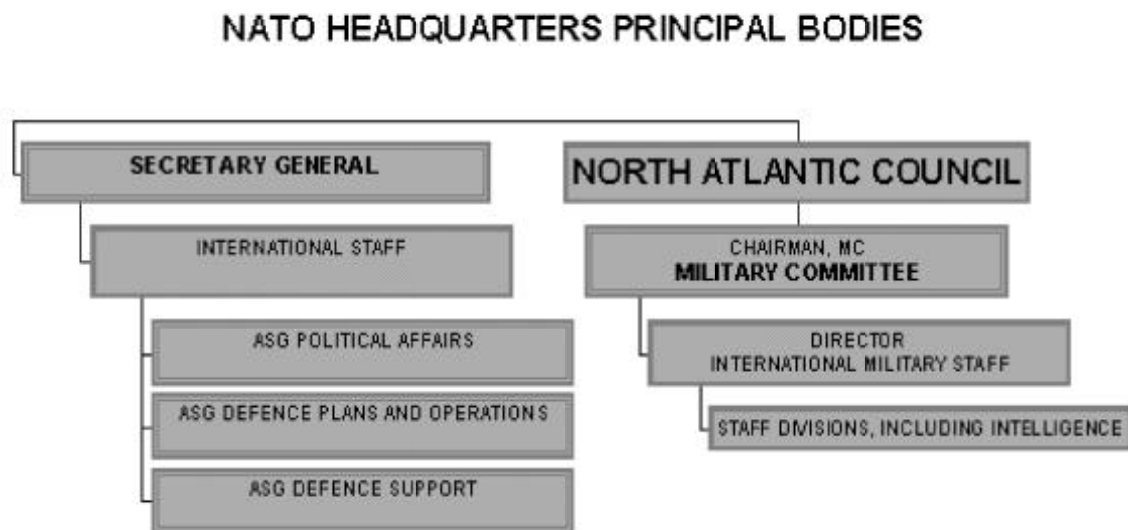 NATO HEADQUARTERS PRINCIPAL BODIES
SECRETARY GENERAL
INTERNATIONAL STAFF
ASG POLITICAL AFFAIRS
ASG DEFENCE PLANS AND OPERATIONS
ASG DEFENCE SUPPORT
NORTH ATLANTIC COUNCIL
CHAIRMAN, MC
MILITARY COMMITTEE
DIRECTOR
INTERNATIONAL MILITARY STAFF
STAFF DIVISIONS, INCLUDING INTELLIGENCE